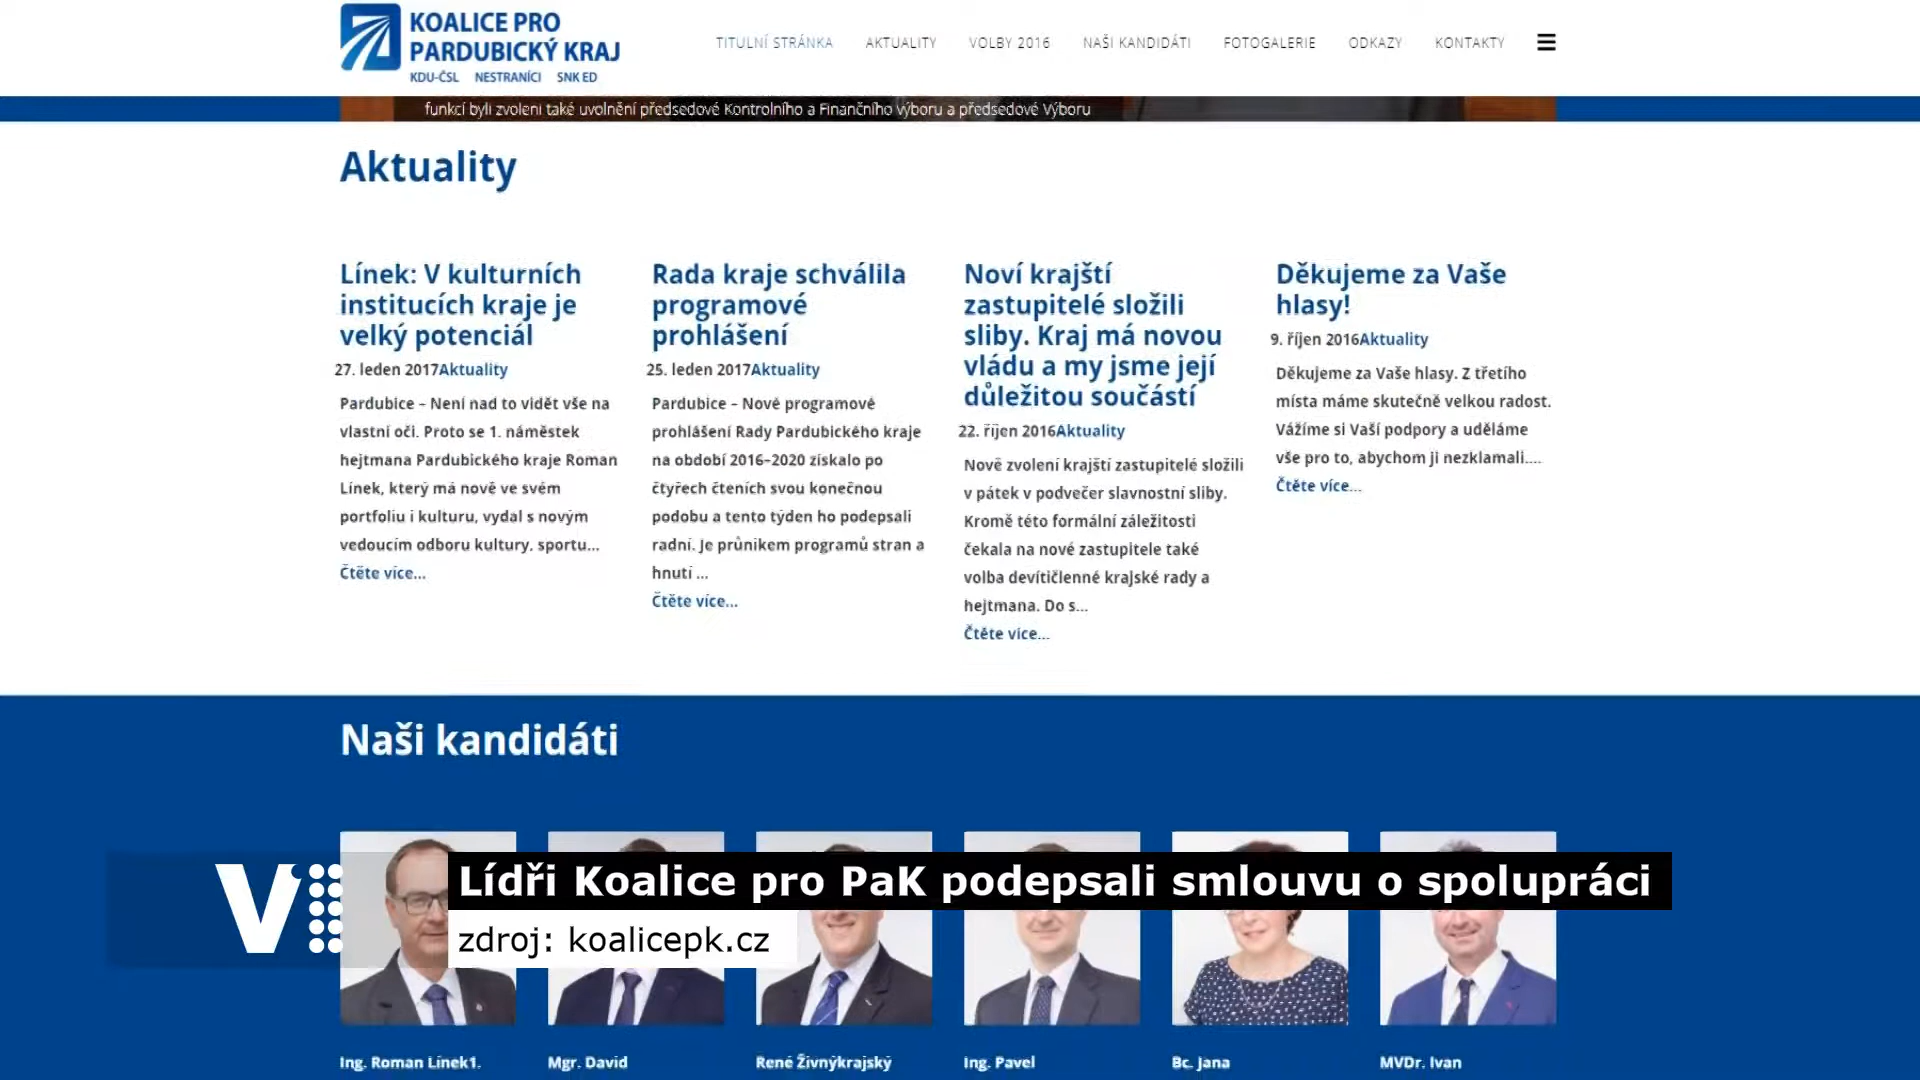 KOALICE PRO
PARDUBICKÝ KRAJ
KDU-ČSL NESTRANÍCI SNK ED
TITULNÍ STRÁNKA AKTUALITY VOLBY 2016 NAŠI KANDIDÁTI FOTOGALERIE ODKAZY KONTAKTY
funkcí byli zvoleni také uvolnění předsedové Kontrolního a Finančního výboru a předsedové Výboru
Aktuality
Línek: V kulturních
institucích kraje je
velký potenciál
27. leden 2017Aktuality
Pardubice – Není nad to vidět vše na
vlastní oči. Proto se 1. náměstek
hejtmana Pardubického kraje Roman
Línek, který má nově ve svém
portfoliu i kulturu, vydal s novým
vedoucím odboru kultury, sportu...
Čtěte více...
Rada kraje schválila
programové
prohlášení
25. leden 2017Aktuality
Pardubice – Nové programové
prohlášení Rady Pardubického kraje
na období 2016–2020 získalo po
čtyřech čteních svou konečnou
podobu a tento týden ho podepsali
radní. Je průnikem programů stran a
hnutí ...
Čtěte více...
Noví krajští
zastupitelé složili
sliby. Kraj má novou
vládu a my jsme její
důležitou součástí
22. říjen 2016Aktuality
Nově zvolení krajští zastupitelé složili
v pátek v podvečer slavnostní sliby.
Kromě této formální záležitosti
čekala na nové zastupitele také
volba devítičlenné krajské rady a
hejtmana. Do s...
Čtěte více...
Děkujeme za Vaše
hlasy!
9. říjen 2016Aktuality
Děkujeme za Vaše hlasy. Z třetího
místa máme skutečně velkou radost.
Vážíme si Vaší podpory a uděláme
vše pro to, abychom ji nezklamali....
Čtěte více...
Naši kandidáti
Lídři Koalice pro PaK podepsali smlouvu o spolupráci
zdroj: koalicepk.cz
Ing. Roman Línek1.
Mgr. David
René Živnýkrajský
Ing. Pavel
Bc. Jana
MVDr. Ivan